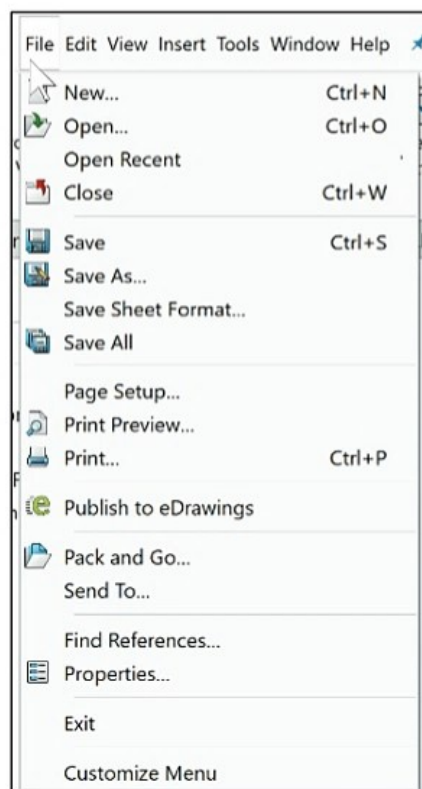 File Edit View Insert Tools Window Help
New... Ctrl+N
Open... Ctrl+O
Open Recent
Close Ctrl+W
Save Ctrl+S
Save As...
Save Sheet Format...
Save All
Page Setup...
Print Preview...
Print... Ctrl+P
Publish to eDrawings
Pack and Go...
Send To...
Find References...
Properties...
Exit
Customize Menu